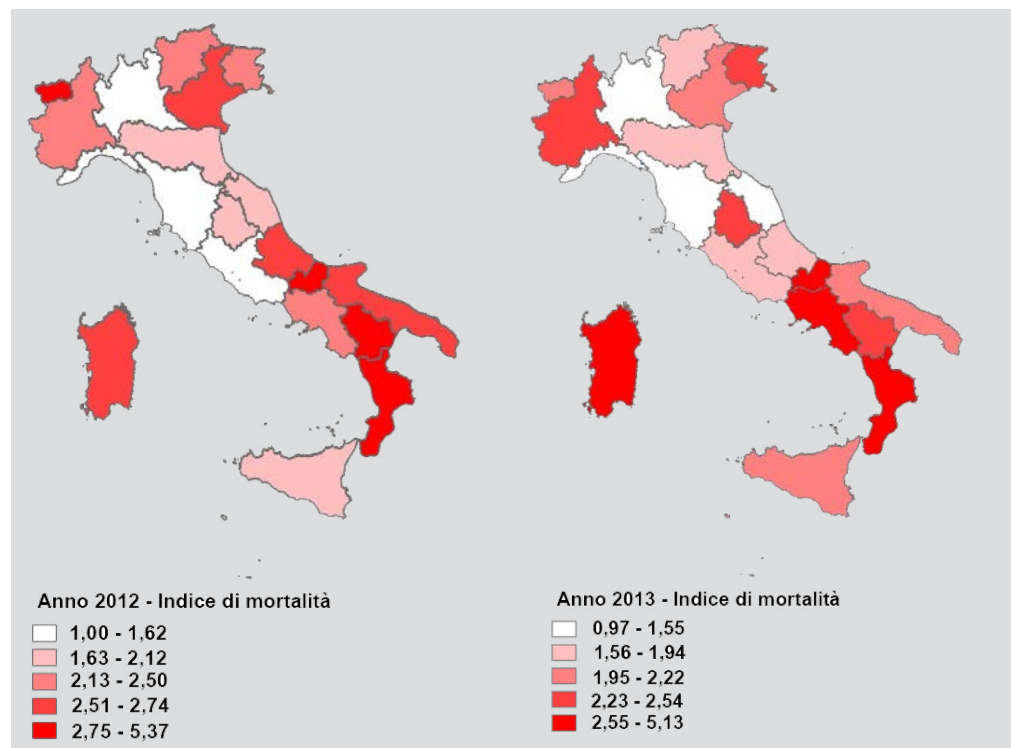 Anno 2012 - Indice di mortalità
1,00 - 1,62
1,63 - 2,12
2,13 - 2,50
2,51 - 2,74
2,75 - 5,37
Anno 2013 - Indice di mortalità
0,97 - 1,55
1,56 - 1,94
1,95 - 2,22
2,23 - 2,54
2,55 - 5,13